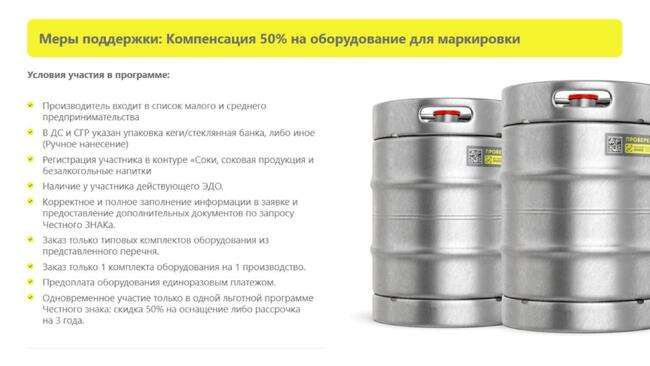 Меры поддержки: Компенсация 50% на оборудование для маркировки
Условия участия в программе:
Производитель входит в список малого и среднего
предпринимательства
В ДС и СГР указан упаковка кеги/стеклянная банка, либо иное
(Ручное нанесение)
Регистрация участника в контуре «Соки, соковая продукция и
безалкогольные напитки
Наличие у участника действующего ЭДО.
Корректное и полное заполнение информации в заявке и
предоставление дополнительных документов по запросу
Честного ЗНАКа.
Заказ только типовых комплектов оборудования из
представленного перечня.
Заказ только 1 комплекта оборудования на 1 производство.
Предоплата оборудования единоразовым платежом.
Одновременное участие только в одной льготной программе
Честного знака: скидка 50% на оснащение либо рассрочка
на 3 года.